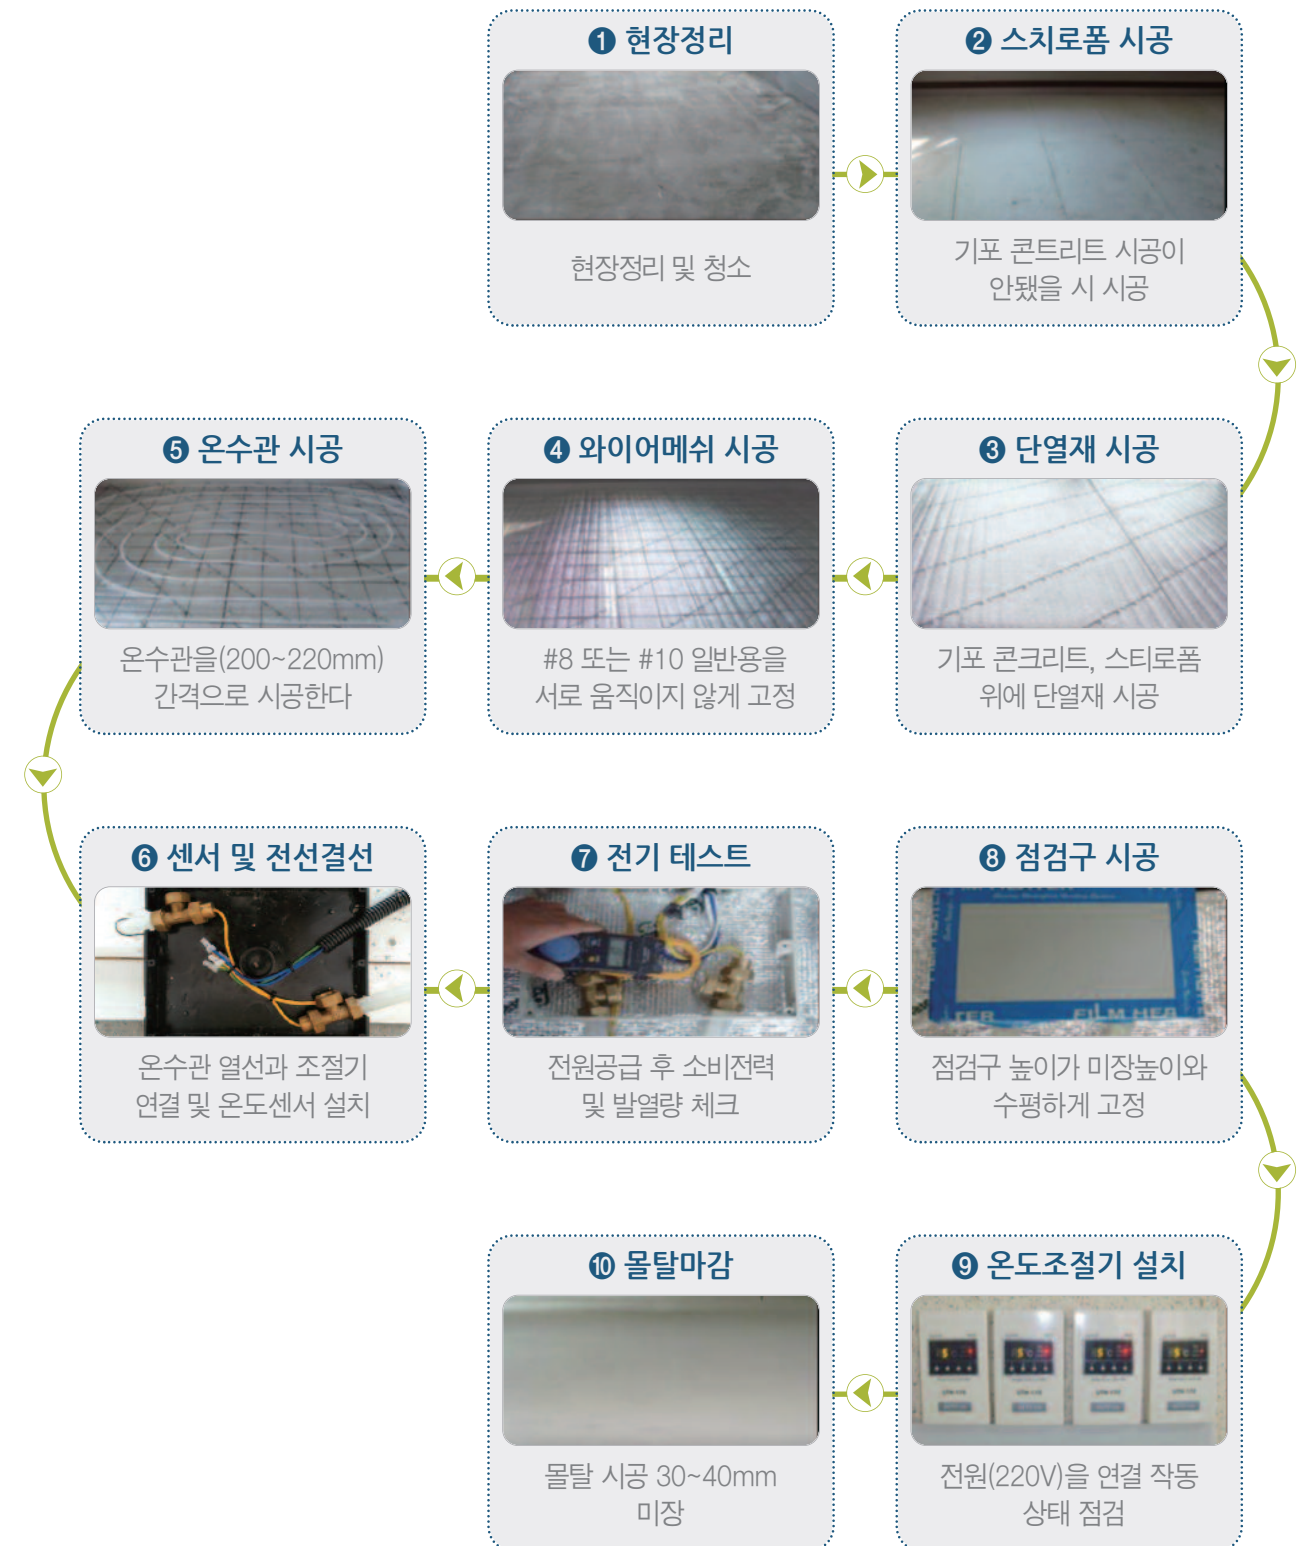 ❶ 현장정리
현장정리 및 청소
❷ 스치로폼 시공
기포 콘트리트 시공이
안됐을 시 시공
❸ 단열재 시공
기포 콘크리트, 스티로폼
위에 단열재 시공
❹ 와이어메쉬 시공
#8 또는 #10 일반용을
서로 움직이지 않게 고정
❺ 온수관 시공
온수관을(200~220mm)
간격으로 시공한다
❻ 센서 및 전선결선
온수관 열선과 조절기
연결 및 온도센서 설치
❼ 전기 테스트
전원공급 후 소비전력
및 발열량 체크
❽ 점검구 시공
TER
FILM HEA
점검구 높이가 미장높이와
수평하게 고정
❾ 온도조절기 설치
전원(220V)을 연결 작동
상태 점검
❿ 몰탈마감
몰탈 시공 30~40mm
미장